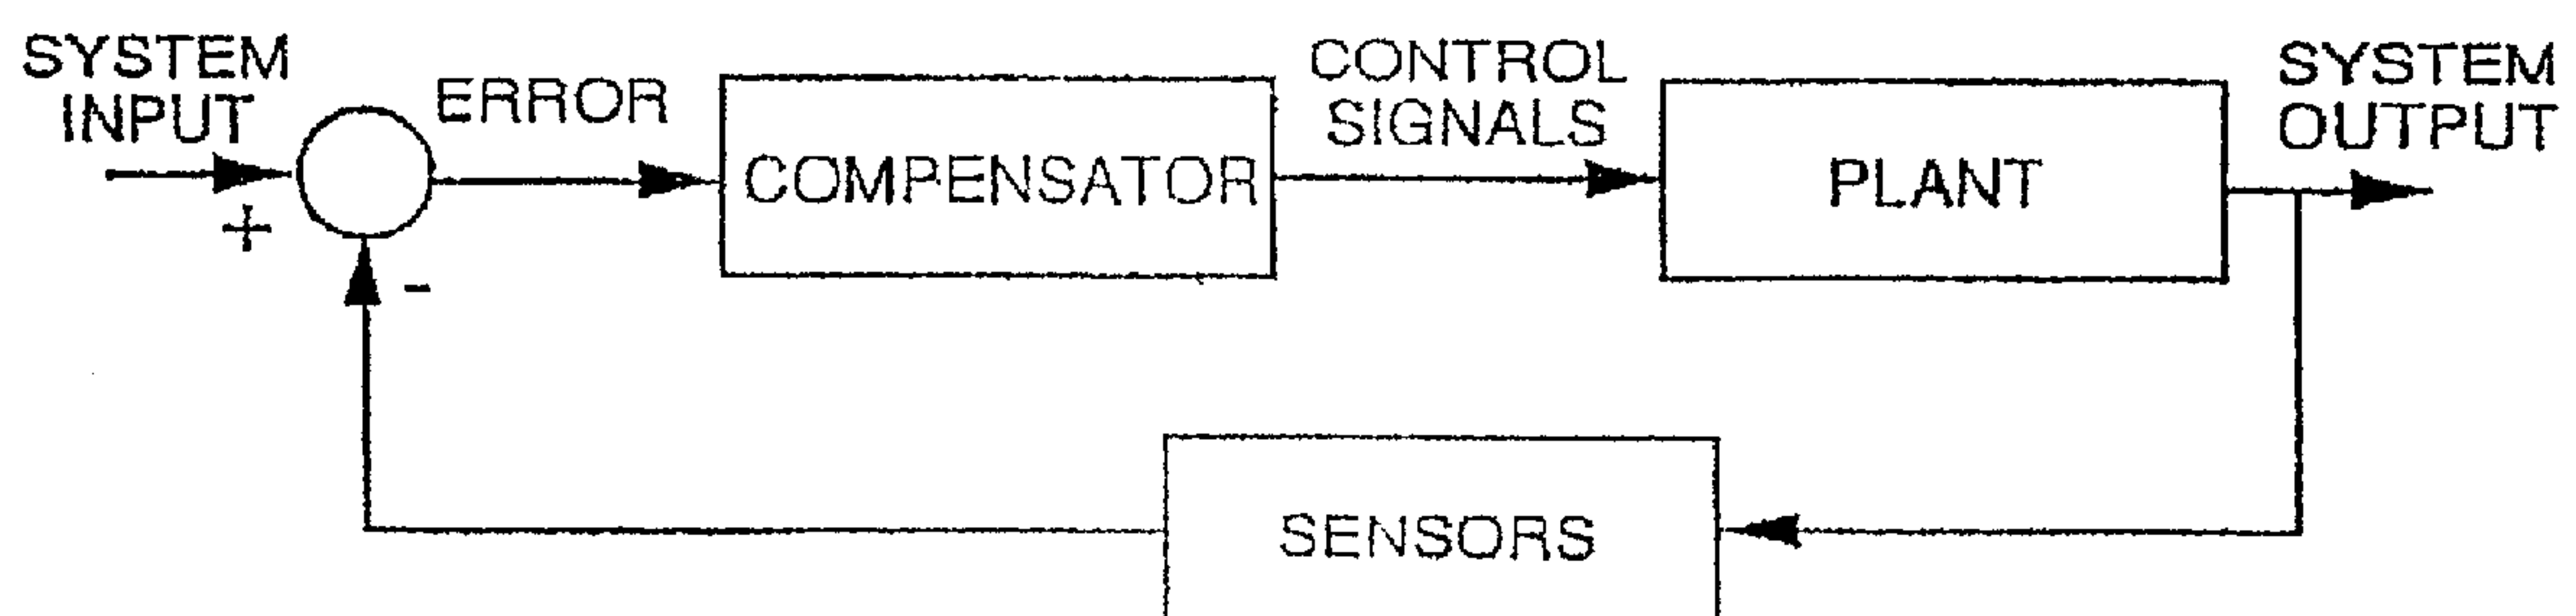 SYSTEM
INPUT
+
-
ERROR
COMPENSATOR
CONTROL
SIGNALS
PLANT
SYSTEM
OUTPUT
SENSORS